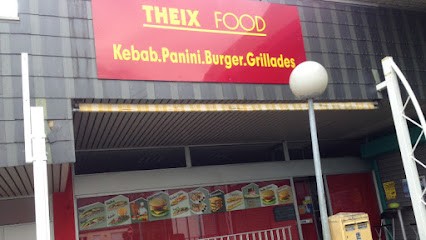 THEIX FOOD
Kebab.Panini.Burger.Grillades